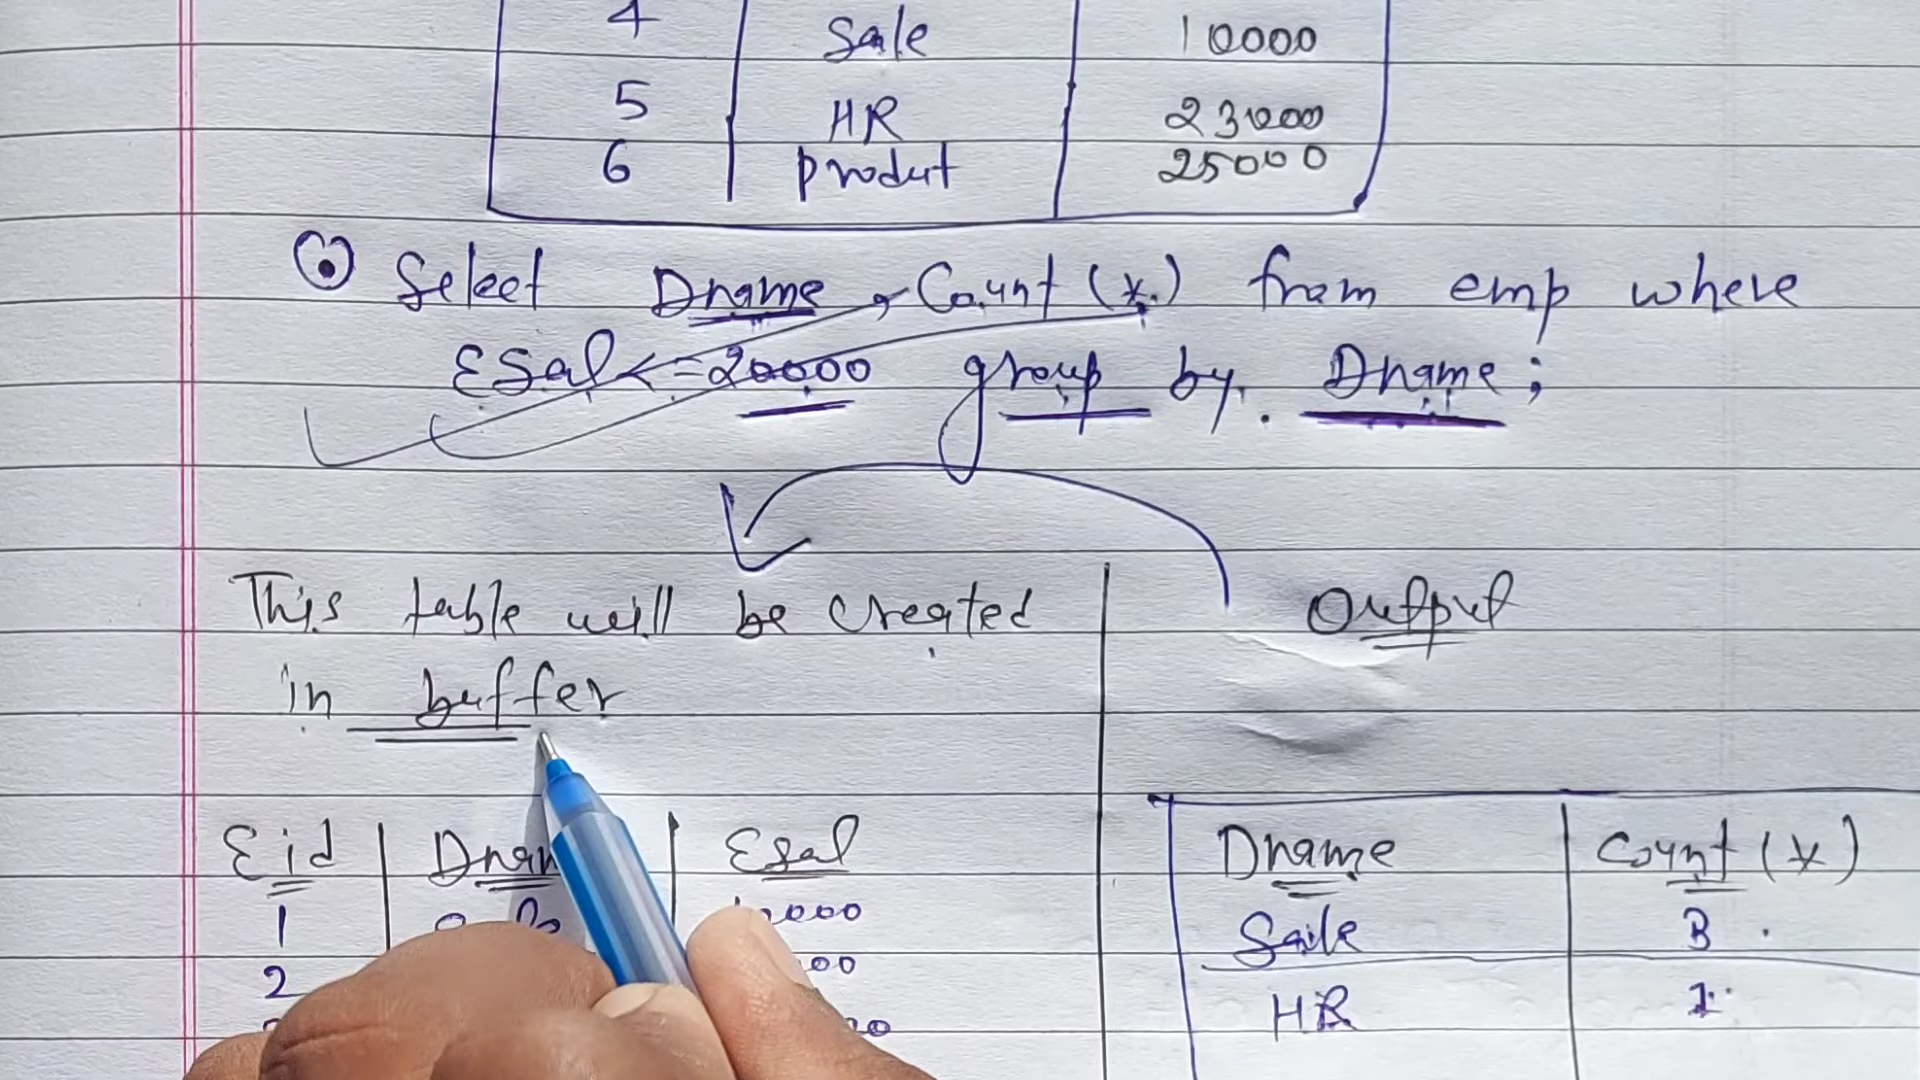 4 Sale 10000
5 HR 23000
6 Produt 25000
Select Dname, Count (*) from emp where
ESal <= 20000 group by Dname;
This table will be created
in buffer
Output
Eid Esal
Dname Count (*)
1
Sale 3
2
HR 1